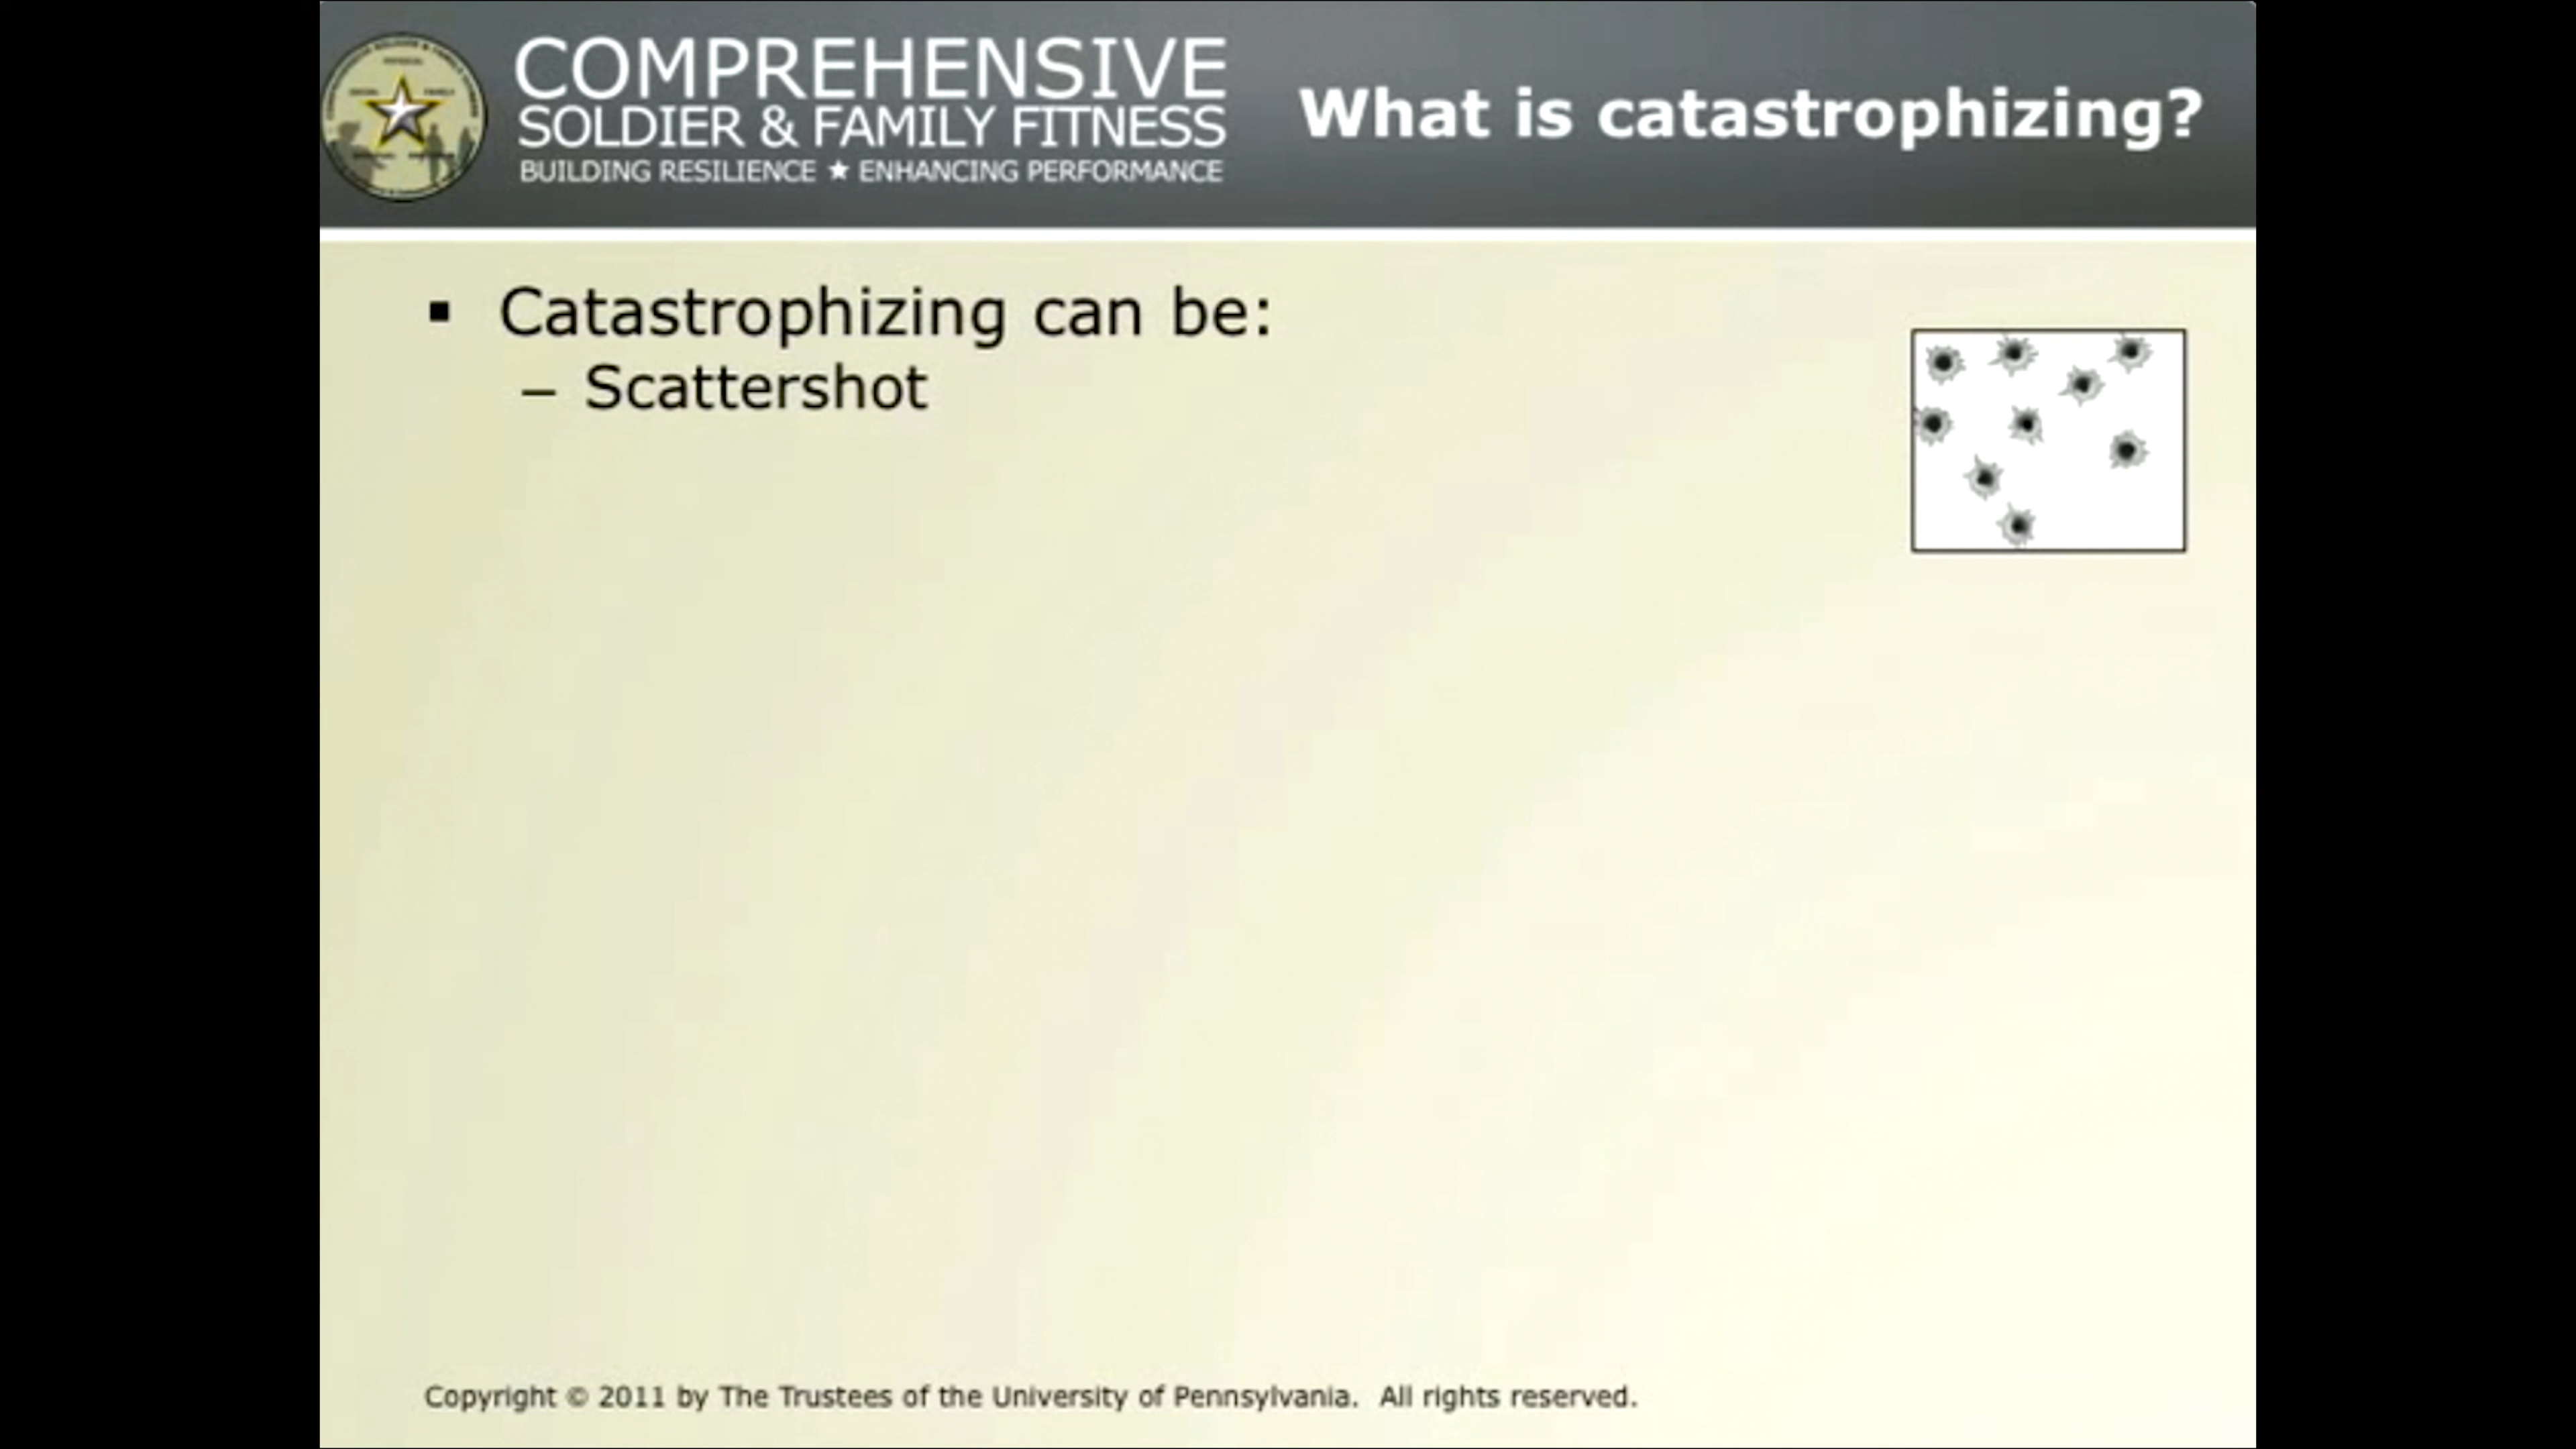 COMPREHENSIVE
SOLDIER & FAMILY FITNESS
BUILDING RESILIENCE ★ ENHANCING PERFORMANCE
What is catastrophizing?
▪ Catastrophizing can be:
– Scattershot
Copyright © 2011 by The Trustees of the University of Pennsylvania. All rights reserved.